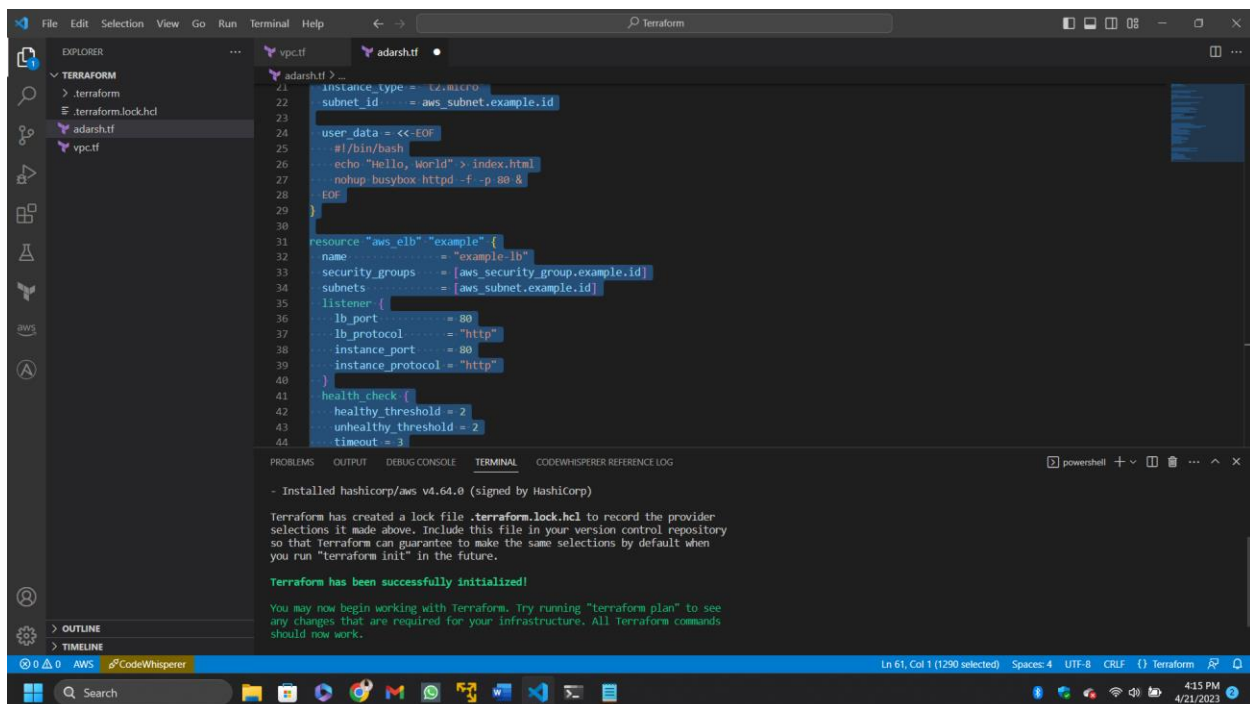 File Edit Selection View Go Run Terminal Help
Terraform
EXPLORER
TERRAFORM
.terraform
.terraform.lock.hcl
adarsh.tf
vpc.tf
OUTLINE
TIMELINE
vpc.tf adarsh.tf
adarsh.tf > ...
21 instance_type = "t2.micro"
22 subnet_id = aws_subnet.example.id
23
24 user_data = <<-EOF
25 #!/bin/bash
26 echo "Hello, World" > index.html
27 nohup busybox httpd -f -p 80 &
28 EOF
29 }
30
31 resource "aws_elb" "example" {
32 name = "example-lb"
33 security_groups = [aws_security_group.example.id]
34 subnets = [aws_subnet.example.id]
35 listener {
36 lb_port = 80
37 lb_protocol = "http"
38 instance_port = 80
39 instance_protocol = "http"
40 }
41 health_check {
42 healthy_threshold = 2
43 unhealthy_threshold = 2
44 timeout = 3
PROBLEMS OUTPUT DEBUG CONSOLE TERMINAL CODEWHISPERER REFERENCE LOG
powershell
- Installed hashicorp/aws v4.64.0 (signed by HashiCorp)
Terraform has created a lock file .terraform.lock.hcl to record the provider
selections it made above. Include this file in your version control repository
so that Terraform can guarantee to make the same selections by default when
you run "terraform init" in the future.
Terraform has been successfully initialized!
You may now begin working with Terraform. Try running "terraform plan" to see
any changes that are required for your infrastructure. All Terraform commands
should now work.
0 0 AWS CodeWhisperer
Ln 61, Col 1 (1290 selected) Spaces: 4 UTF-8 CRLF {} Terraform
Search
4:15 PM
4/21/2023